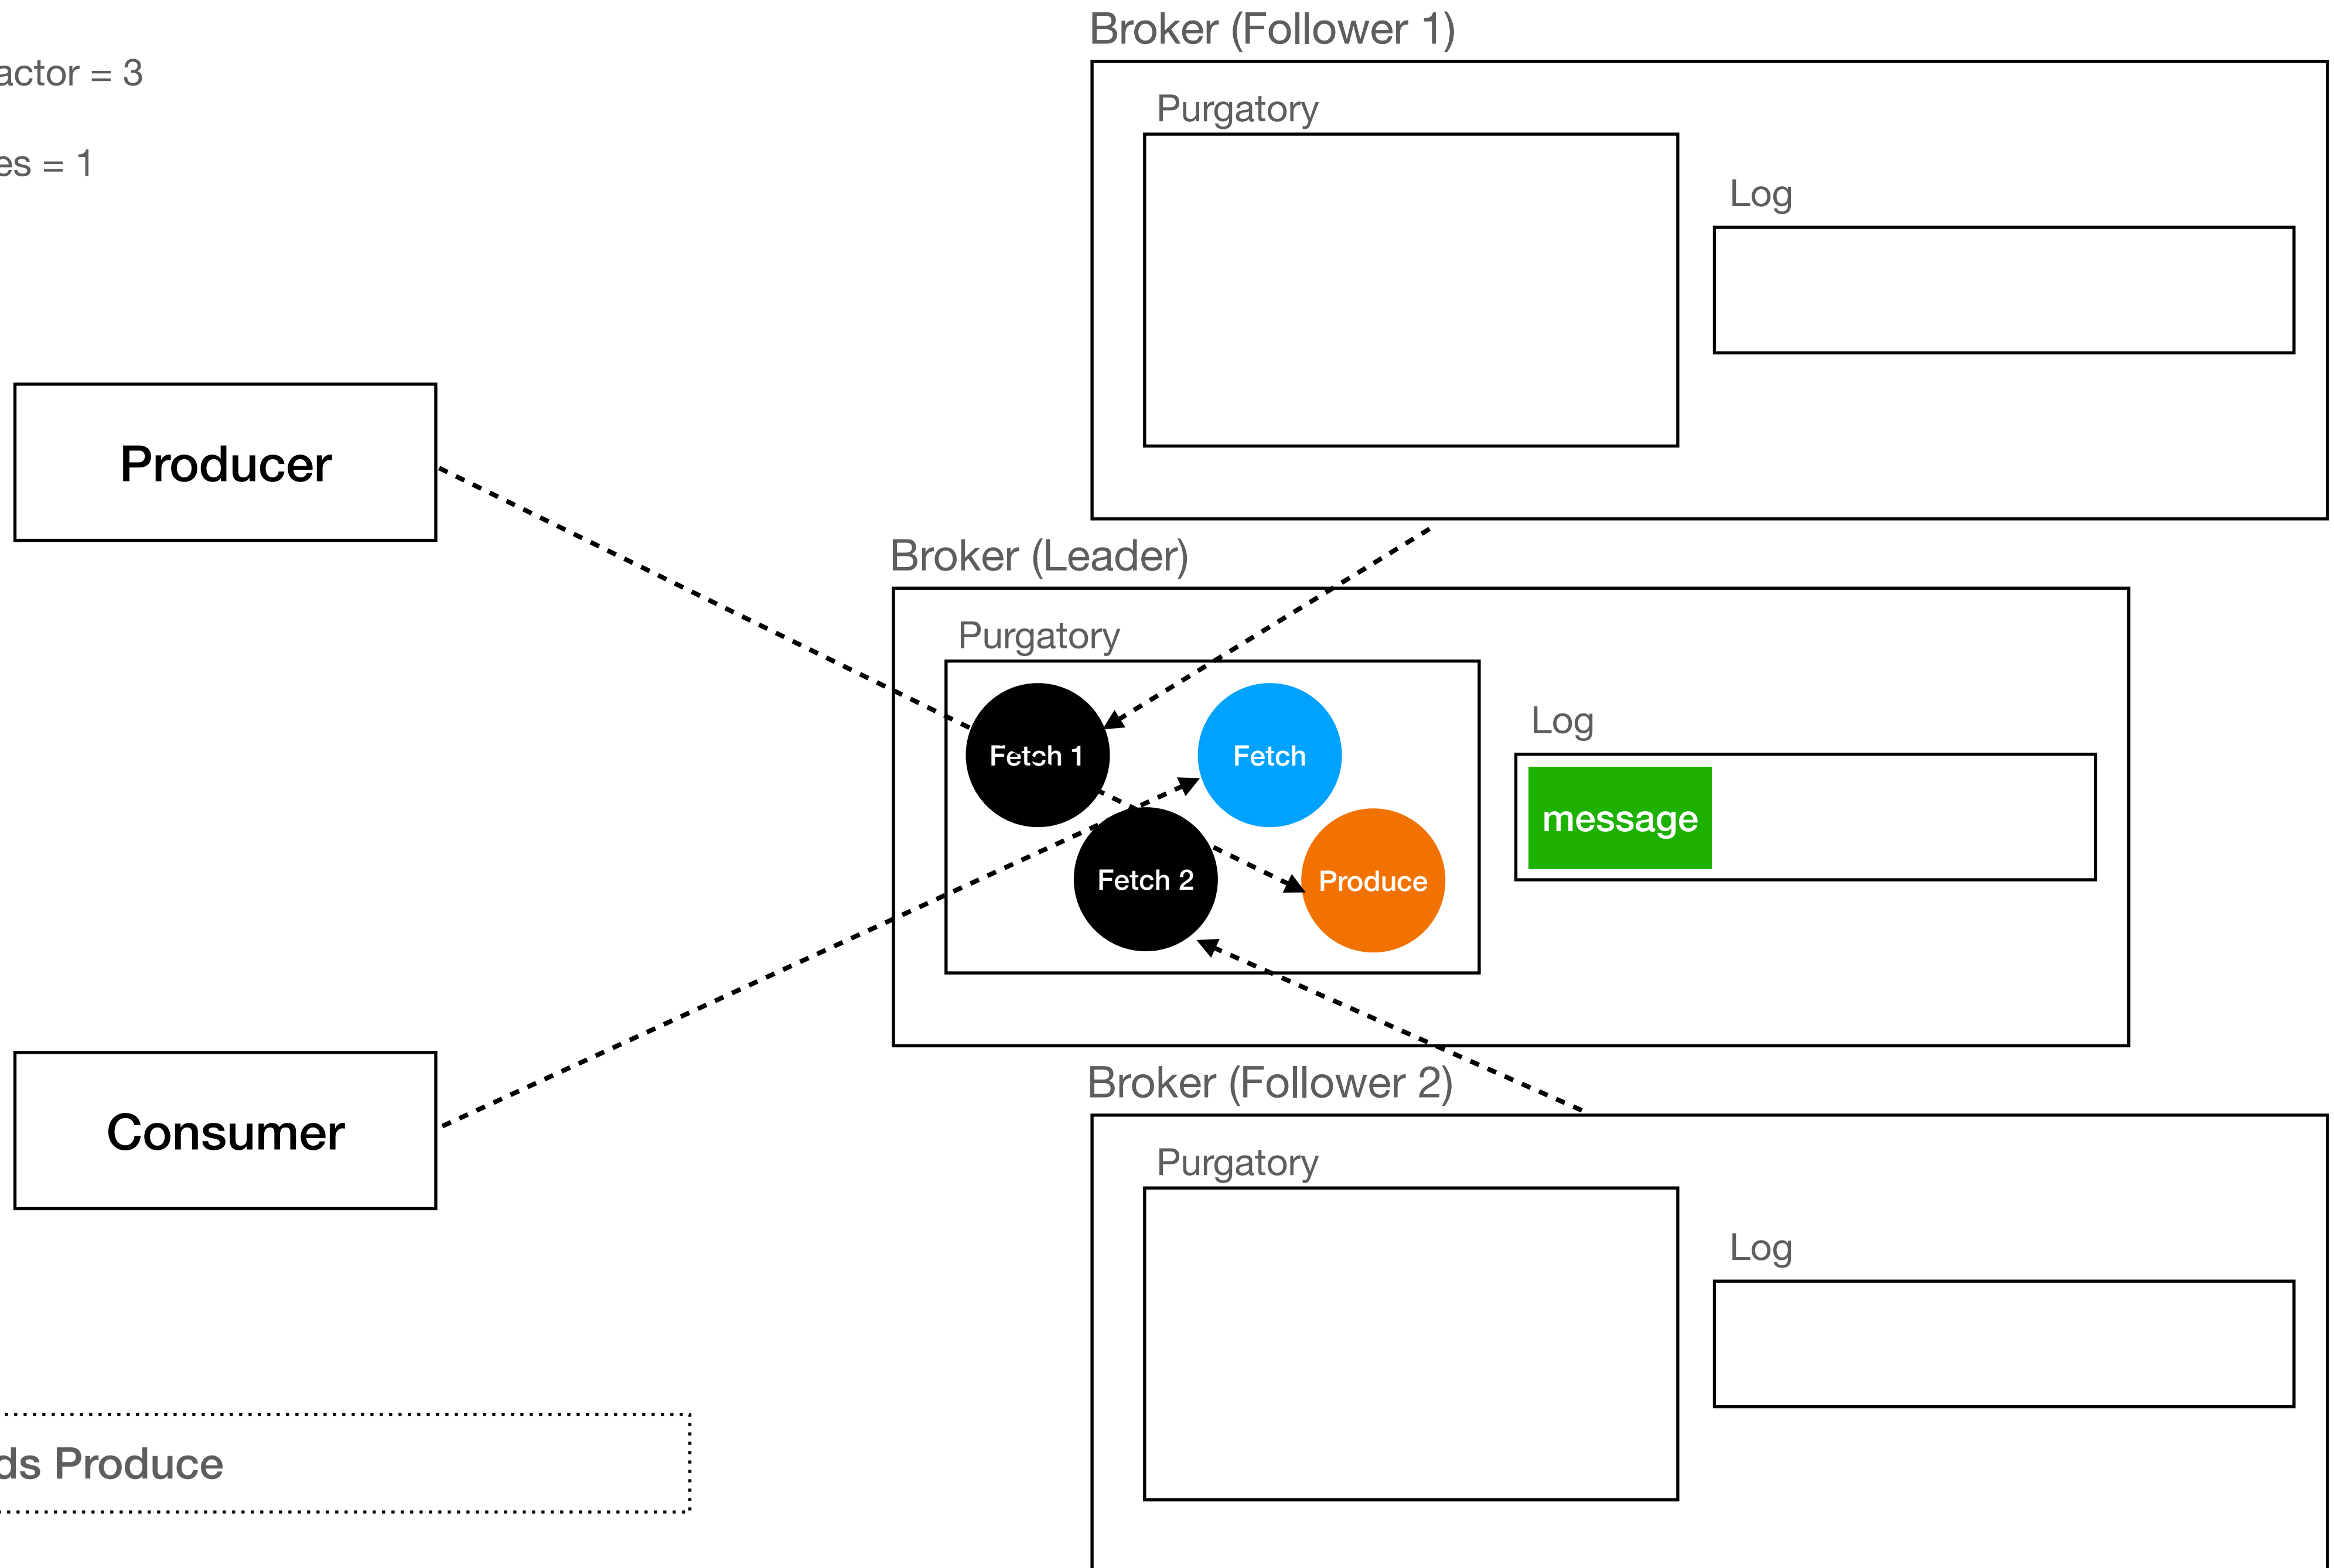 actor = 3
es = 1
Broker (Follower 1)
Purgatory
Log
Producer
Broker (Leader)
Purgatory
Fetch 1
Fetch
Fetch 2
Produce
Log
message
Consumer
Broker (Follower 2)
Purgatory
Log
ds Produce